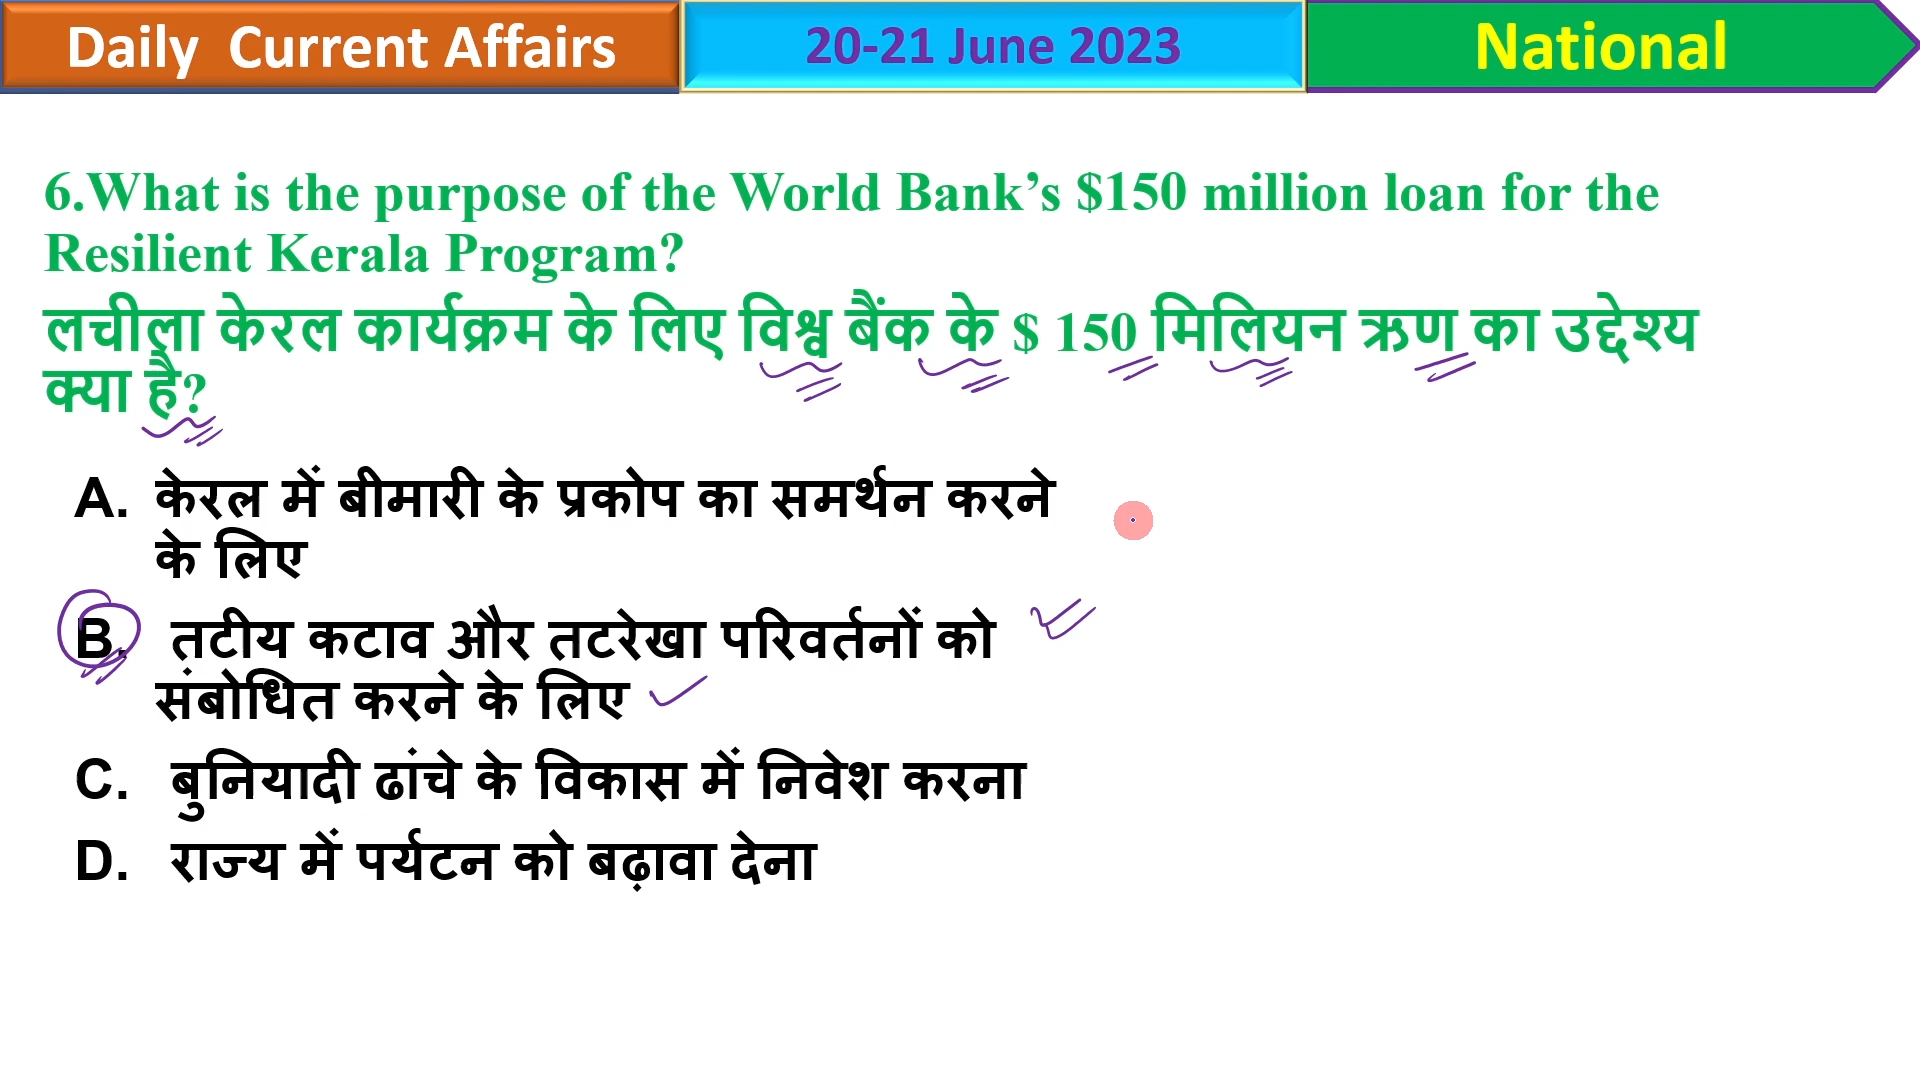 Daily Current Affairs
20-21 June 2023
National
6.What is the purpose of the World Bank’s $150 million loan for the
Resilient Kerala Program?
लचीला केरल कार्यक्रम के लिए विश्व बैंक के $ 150 मिलियन ऋण का उद्देश्य
क्या है?
A. केरल में बीमारी के प्रकोप का समर्थन करने
के लिए
B. तटीय कटाव और तटरेखा परिवर्तनों को
संबोधित करने के लिए
C. बुनियादी ढांचे के विकास में निवेश करना
D. राज्य में पर्यटन को बढ़ावा देना